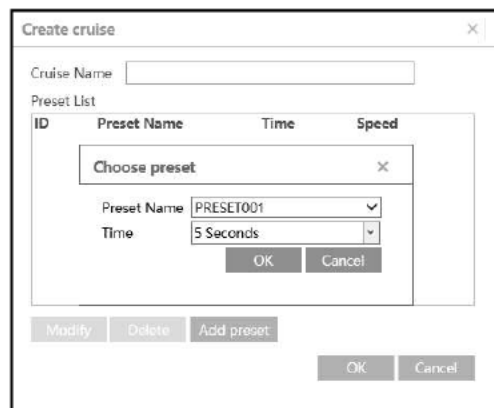 Create cruise ×
Cruise Name
Preset List
ID Preset Name Time Speed
Choose preset ×
Preset Name PRESET001
Time 5 Seconds
OK Cancel
Modify Delete Add preset
OK Cancel